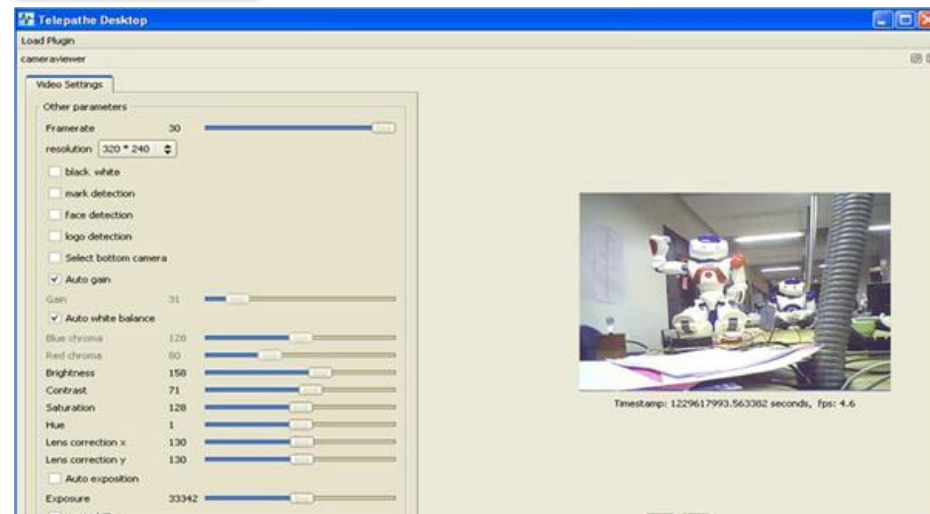 Telepathe Desktop
Load Plugin
cameraviewer
Video Settings
Other parameters
Framerate 30
resolution 320 * 240
black. white
mark detection
face detection
logo detection
Select bottom camera
Auto gain
Gain 31
Auto white balance
Blue chroma 128
Red chroma 80
Brightness 158
Contrast 71
Saturation 128
Hue 1
Lens correction x 130
Lens correction y 130
Auto exposition
Exposure 33342
Timestamp: 1229617993.563382 seconds, fps: 4.6